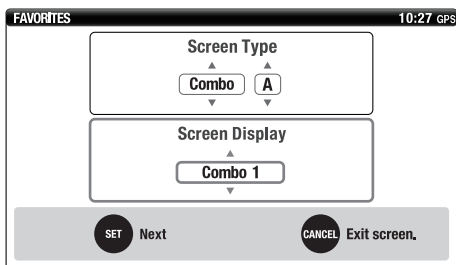 FAVORITES 10:27 GPS
Screen Type
Combo A
Screen Display
Combo 1
SET Next CANCEL Exit screen.